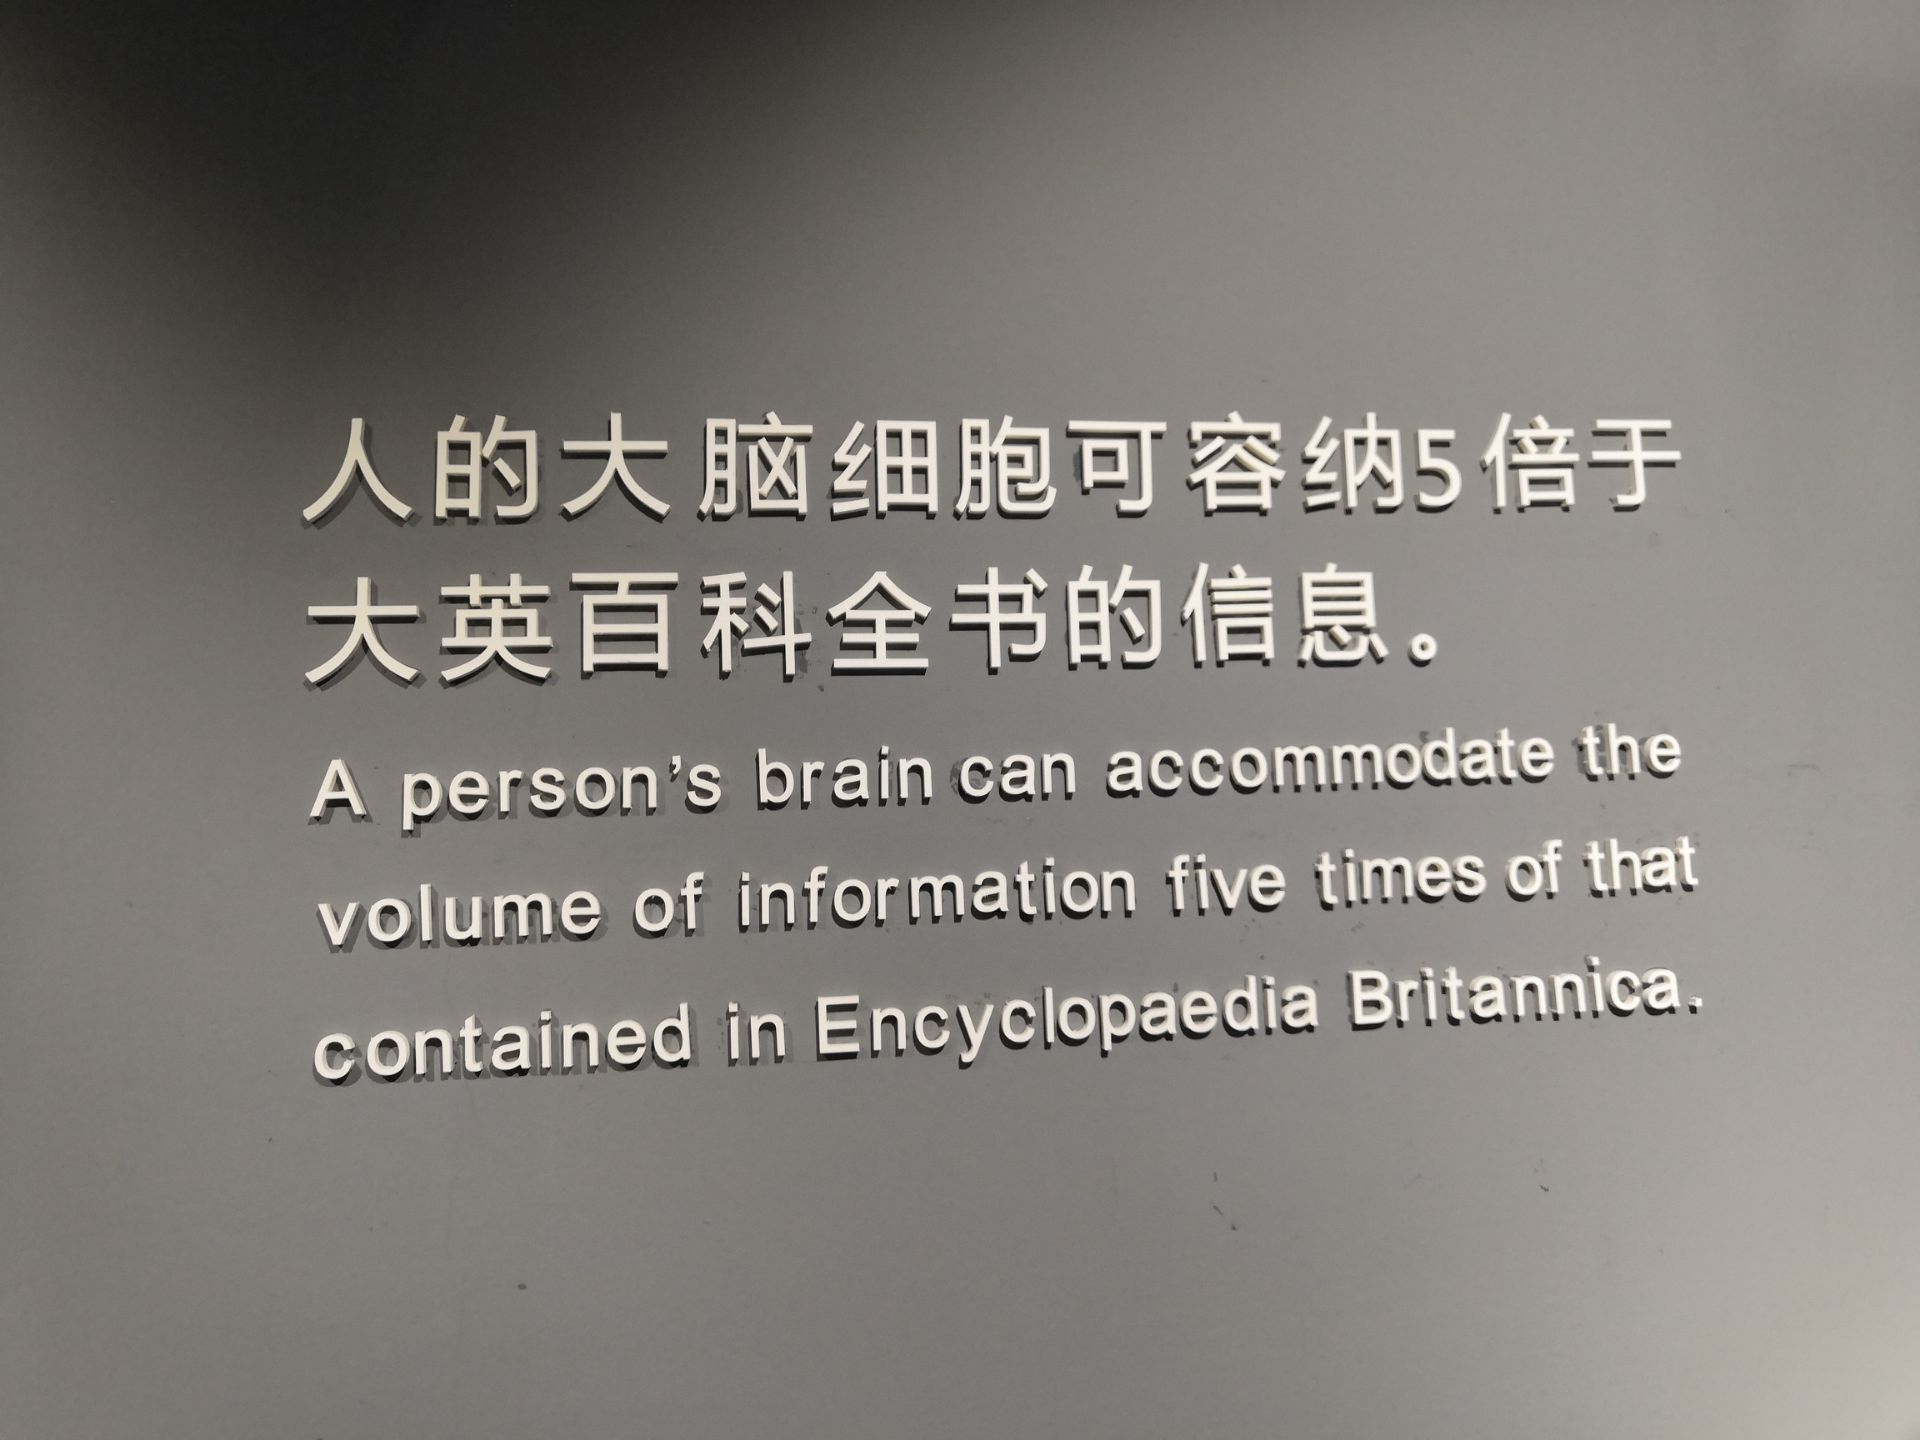 人的大脑细胞可容纳5倍于
大英百科全书的信息。
A person's brain can accommodate the
volume of information five times of that
contained in Encyclopaedia Britannica.